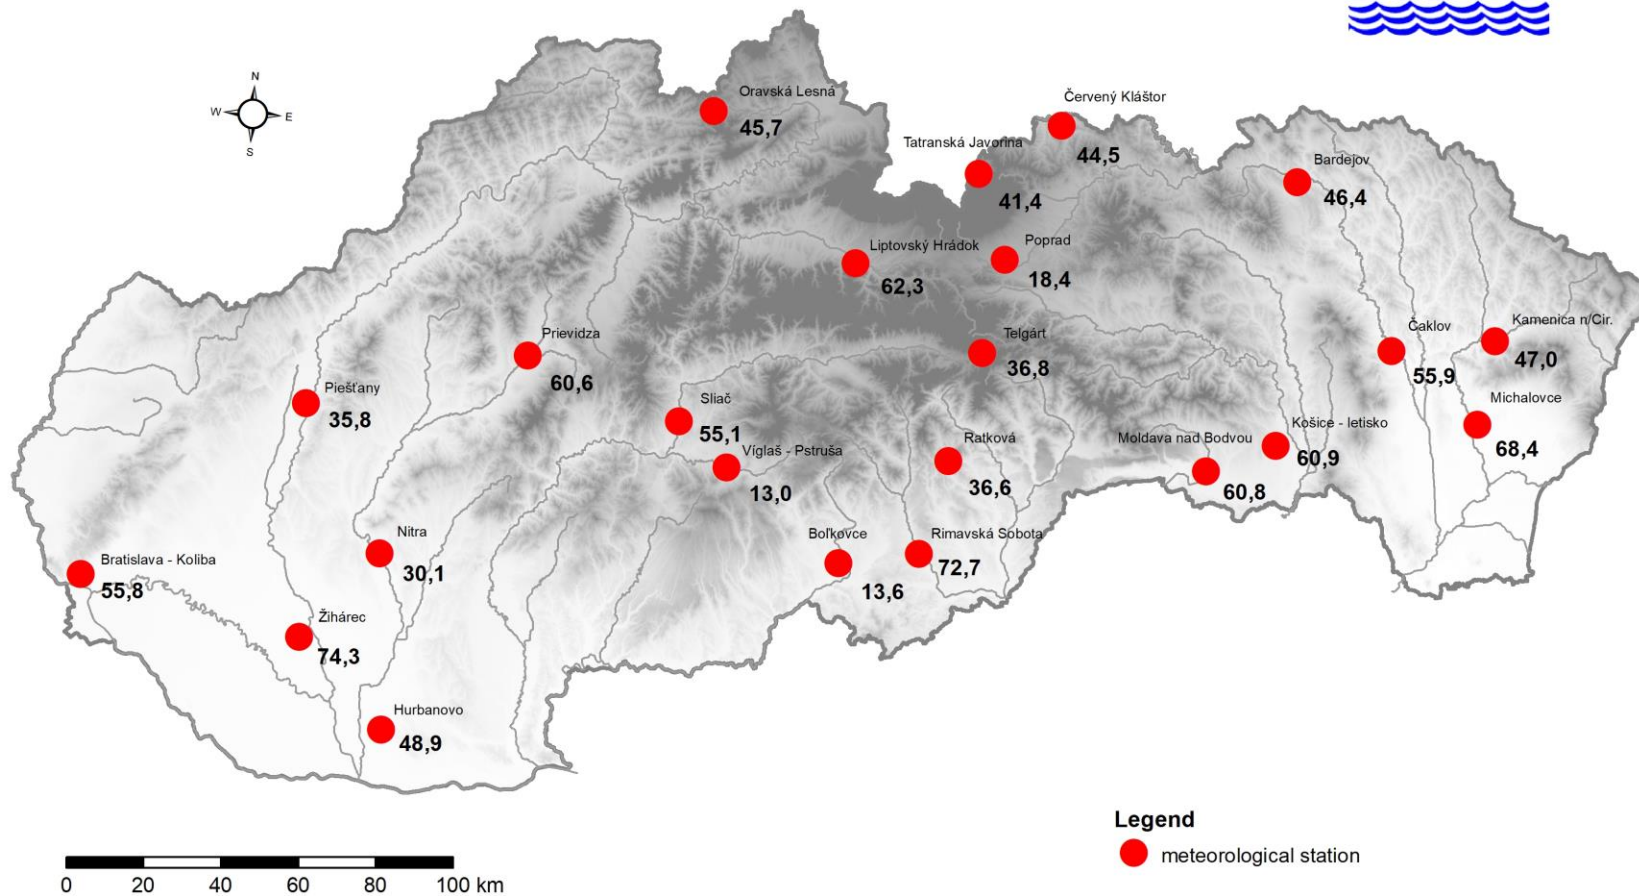 N
W
E
S
Oravská Lesná
45,7
Červený Kláštor
44,5
Tatranská Javorina
41,4
Bardejov
46,4
Liptovský Hrádok
62,3
Poprad
18,4
Prievidza
60,6
Telgárt
36,8
Čaklov
55,9
Kamenica n/Cir.
47,0
Piešťany
35,8
Sliač
55,1
Michalovce
68,4
Košice - letisko
60,9
Moldava nad Bodvou
60,8
Ratková
36,6
Víglaš - Pstruša
13,0
Nitra
30,1
Boľkovce
13,6
Rimavská Sobota
72,7
Bratislava - Koliba
55,8
Žihárec
74,3
Hurbanovo
48,9
Legend
meteorological station
0 20 40 60 80 100 km